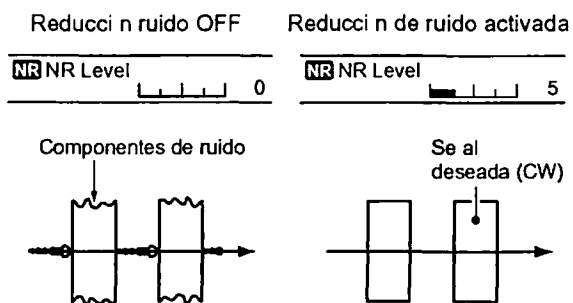 Reducci n ruido OFF
Reducci n de ruido activada
NR NR Level
0
NR NR Level
5
Componentes de ruido
Se al
deseada (CW)